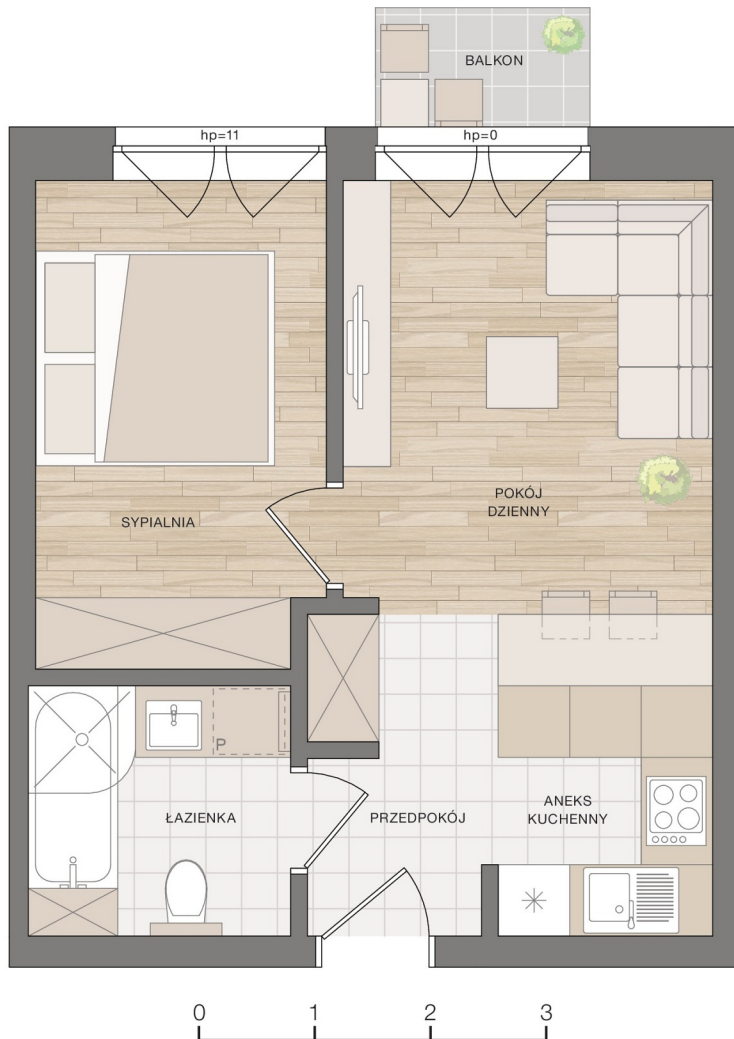 BALKON
hp=11
hp=0
POKÓJ
DZIENNY
SYPIALNIA
P
ŁAZIENKA
PRZEDPOKÓJ
ANEKS
KUCHENNY
0 1 2 3